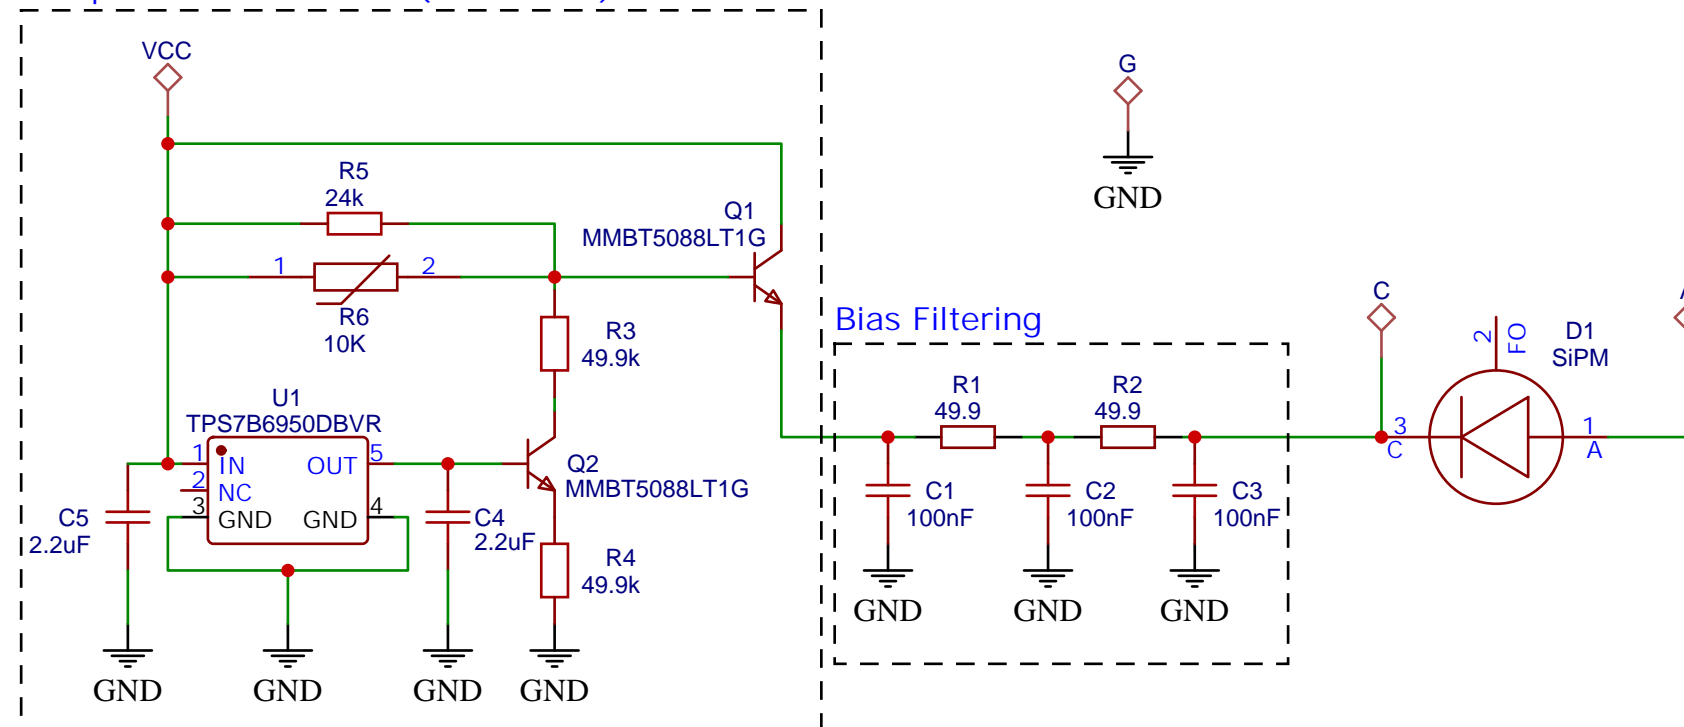 VCC
G
GND
R5
24k
Q1
MMBT5088LT1G
1
2
R6
10K
R3
49.9k
Bias Filtering
C
2
FO
D1
SiPM
U1
TPS7B6950DBVR
R1
49.9
R2
49.9
3
C
1
A
1
IN
OUT
5
2
NC
3
GND
GND
4
Q2
MMBT5088LT1G
C5
2.2uF
C4
2.2uF
C1
100nF
C2
100nF
C3
100nF
R4
49.9k
GND
GND
GND
GND
GND
GND
GND